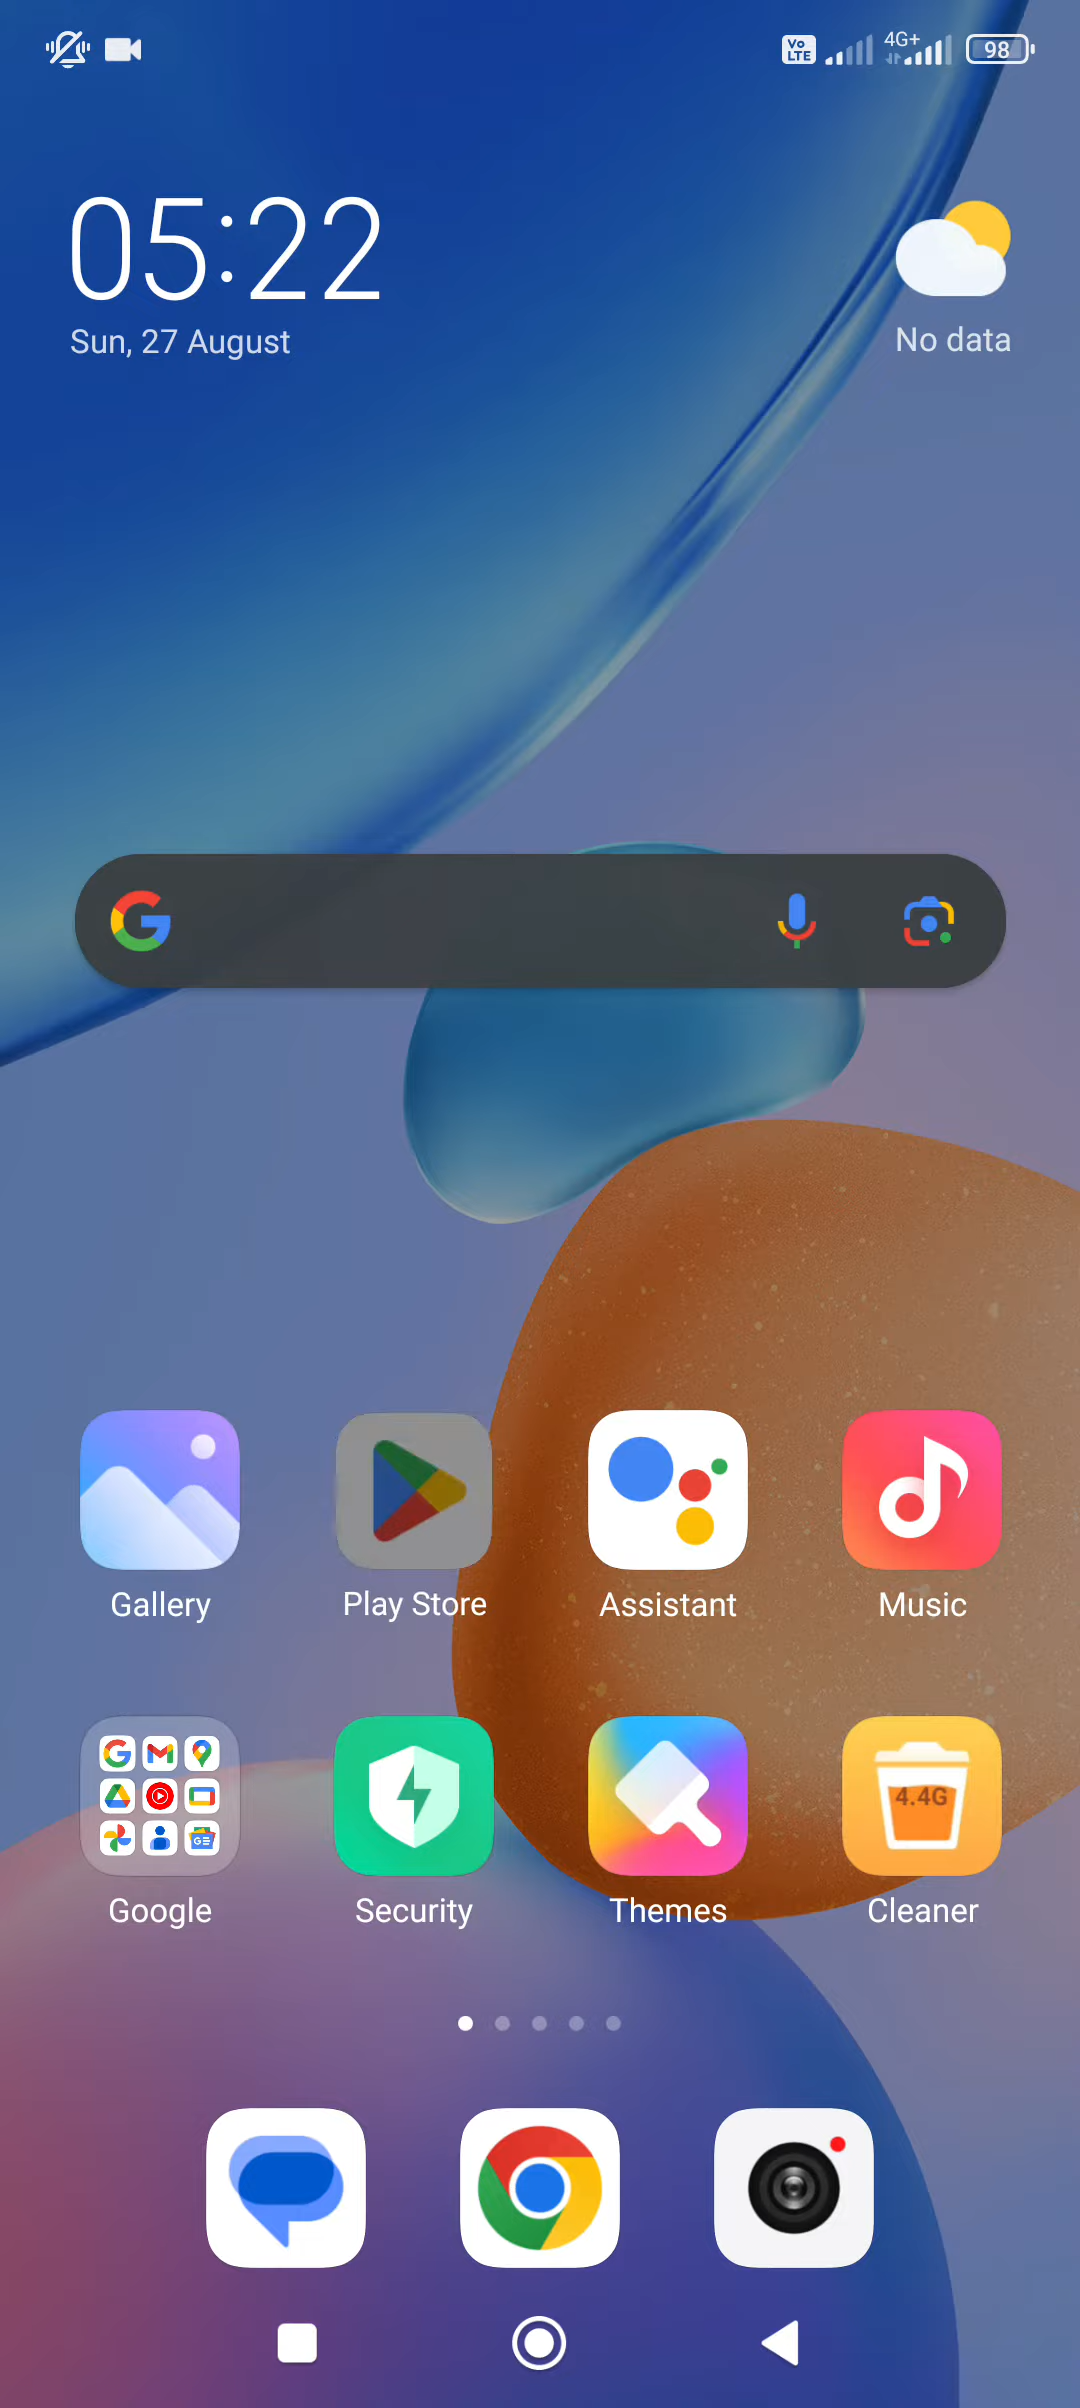 Vo LTE 4G+ 98
05:22
Sun, 27 August
No data
Gallery Play Store Assistant Music
4.4G
Google Security Themes Cleaner